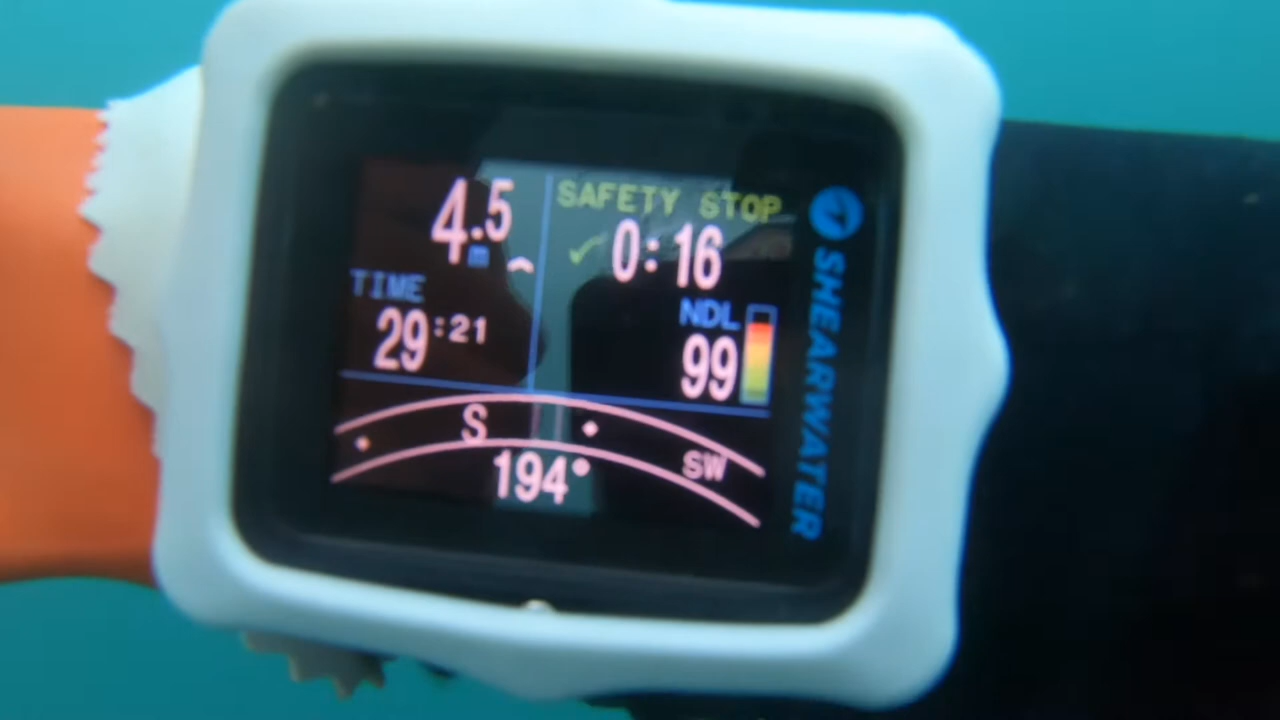 4.5 m
SAFETY STOP
0:16
TIME
29:21
NDL
99
S
SW
194°
SHEARWATER